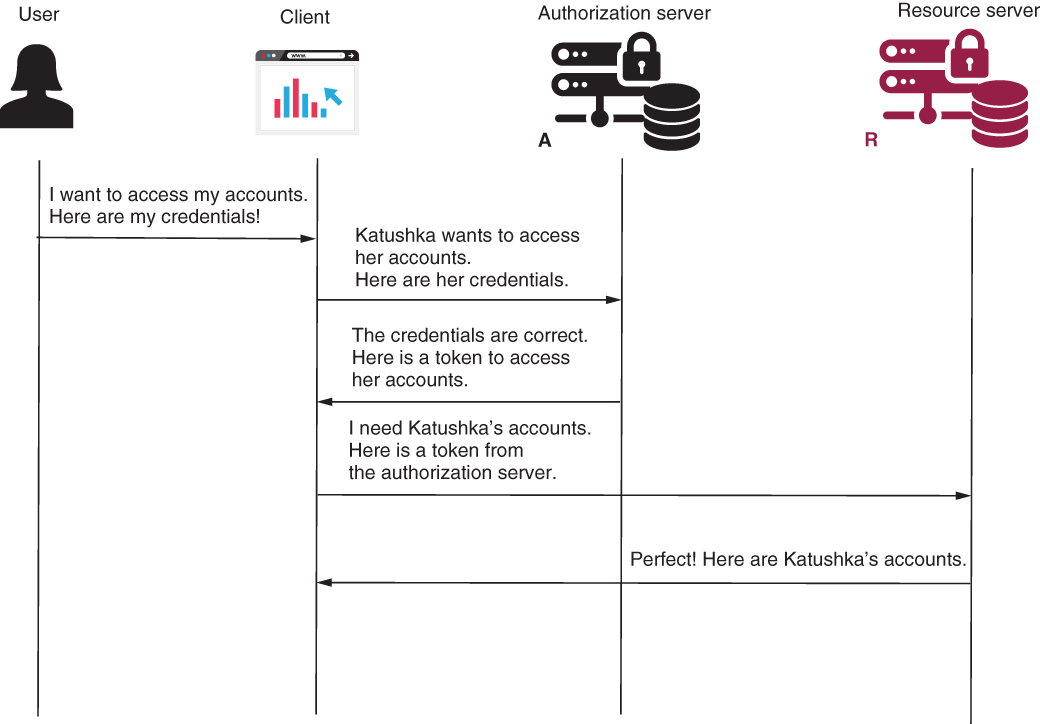 User
Client
Authorization server
Resource server
www.
A
R
I want to access my accounts.
Here are my credentials!
Katushka wants to access
her accounts.
Here are her credentials.
The credentials are correct.
Here is a token to access
her accounts.
I need Katushka’s accounts.
Here is a token from
the authorization server.
Perfect! Here are Katushka’s accounts.